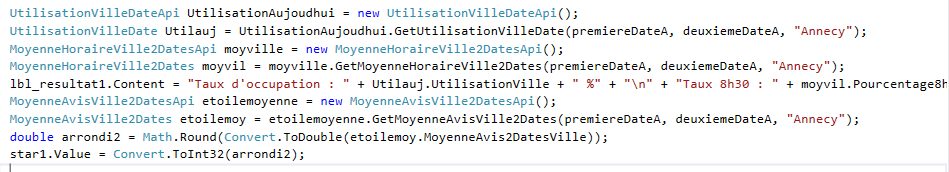 UtilisationVilleDateApi UtilisationAujoudhui = new UtilisationVilleDateApi();
UtilisationVilleDate Utilauj = UtilisationAujoudhui.GetUtilisationVilleDate(premiereDateA, deuxiemeDateA, "Annecy");
MoyenneHoraireVille2DatesApi moyville = new MoyenneHoraireVille2DatesApi();
MoyenneHoraireVille2Dates moyvil = moyville.GetMoyenneHoraireVille2Dates(premiereDateA, deuxiemeDateA, "Annecy");
lbl_resultat1.Content = "Taux d'occupation : " + Utilauj.UtilisationVille + " %" + "\n" + "Taux 8h30 : " + moyvil.Pourcentage8h
MoyenneAvisVille2DatesApi etoilemoyenne = new MoyenneAvisVille2DatesApi();
MoyenneAvisVille2Dates etoilemoy = etoilemoyenne.GetMoyenneAvisVille2Dates(premiereDateA, deuxiemeDateA, "Annecy");
double arrondi2 = Math.Round(Convert.ToDouble(etoilemoy.MoyenneAvis2DatesVille));
star1.Value = Convert.ToInt32(arrondi2);